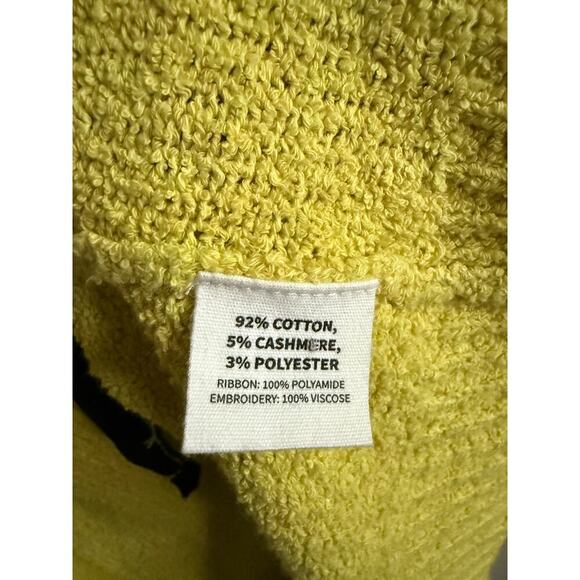 92% COTTON,
5% CASHMERE,
3% POLYESTER
RIBBON: 100% POLYAMIDE
EMBROIDERY: 100% VISCOSE